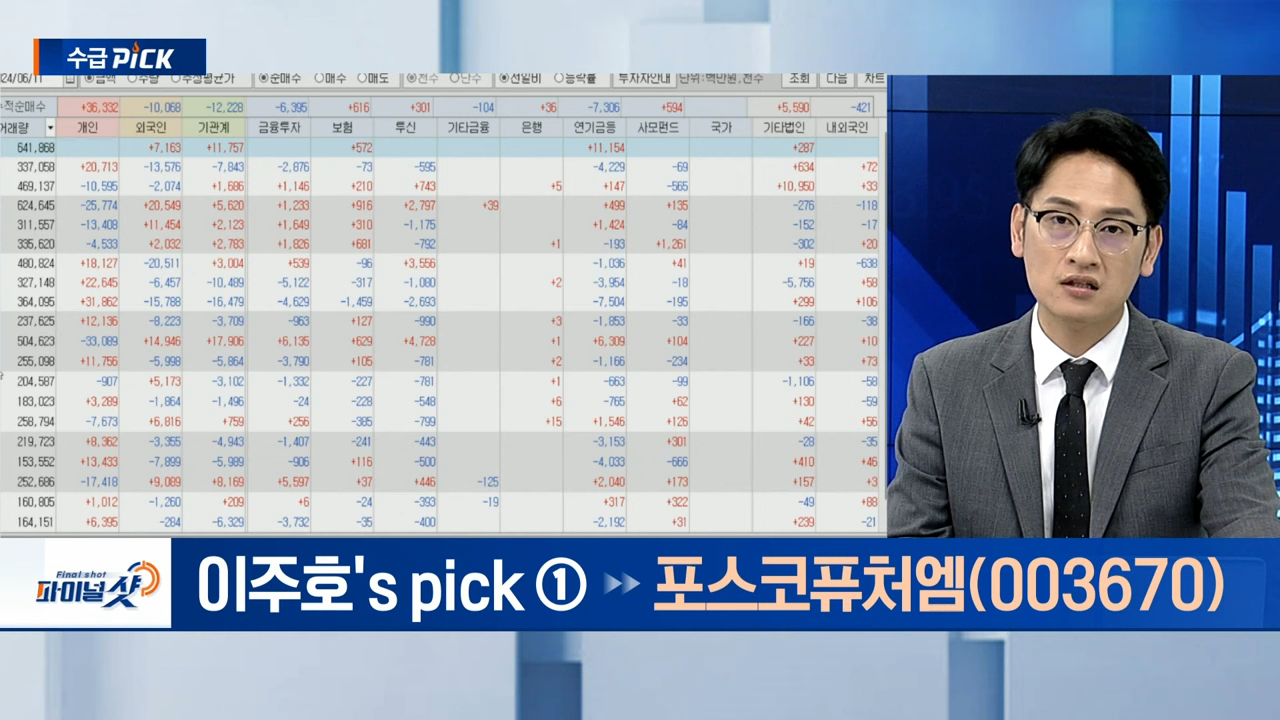 수급 PiCK
24/06/11 금액 수량 추정평균가 순매수 매수 매도 천주 단주 전일비 등락률 투자자안내 단위:백만원,천주 조회 다음 차트
적순매수 +36,332 -10,068 -12,228 -6,395 +616 +301 -104 +36 -7,306 +594 +5,590 -421
거래량 개인 외국인 기관계 금융투자 보험 투신 기타금융 은행 연기금등 사모펀드 국가 기타법인 내외국인
641,868 +7,163 +11,757 +572 +11,154 +287
337,058 +20,713 -13,576 -7,843 -2,876 -73 -595 -4,229 -69 +634 +72
469,137 -10,595 -2,074 +1,686 +1,146 +210 +743 +5 +147 -565 +10,950 +33
624,645 -25,774 +20,549 +5,620 +1,233 +916 +2,797 +39 +499 +135 -276 -118
311,557 -13,408 +11,454 +2,123 +1,649 +310 -1,175 +1,424 -84 -152 -17
335,620 -4,533 +2,032 +2,783 +1,826 +681 -792 +1 -193 +1,261 -302 +20
480,824 +18,127 -20,511 +3,004 +539 -96 +3,556 -1,036 +41 +19 -638
327,148 +22,645 -6,457 -10,489 -5,122 -317 -1,080 +2 -3,954 -18 -5,756 +58
364,095 +31,862 -15,788 -16,479 -4,629 -1,459 -2,693 -7,504 -195 +299 +106
237,625 +12,136 -8,223 -3,709 -963 +127 -990 +3 -1,853 -33 -166 -38
504,623 -33,089 +14,946 +17,906 +6,135 +629 +4,728 +1 +6,309 +104 +227 +10
255,098 +11,756 -5,998 -5,864 -3,790 +105 -781 +2 -1,166 -234 +33 +73
204,587 -907 +5,173 -3,102 -1,332 -227 -781 +1 -663 -99 -1,106 -58
183,023 +3,289 -1,864 -1,496 -24 -228 -548 +6 -765 +62 +130 -59
258,794 -7,673 +6,816 +759 +256 -385 -799 +15 +1,546 +126 +42 +56
219,723 +8,362 -3,355 -4,943 -1,407 -241 -443 -3,153 +301 -28 -35
153,552 +13,433 -7,899 -5,989 -906 +116 -500 -4,033 -666 +410 +46
252,686 -17,418 +9,089 +8,169 +5,597 +37 +446 -125 +2,040 +173 +157 +3
160,805 +1,012 -1,260 +209 +6 -24 -393 -19 +317 +322 -49 +88
164,151 +6,395 -284 -6,329 -3,732 -35 -400 -2,192 +31 +239 -21
Final shot
파이널샷
이주호's pick ① 포스코퓨처엠(003670)